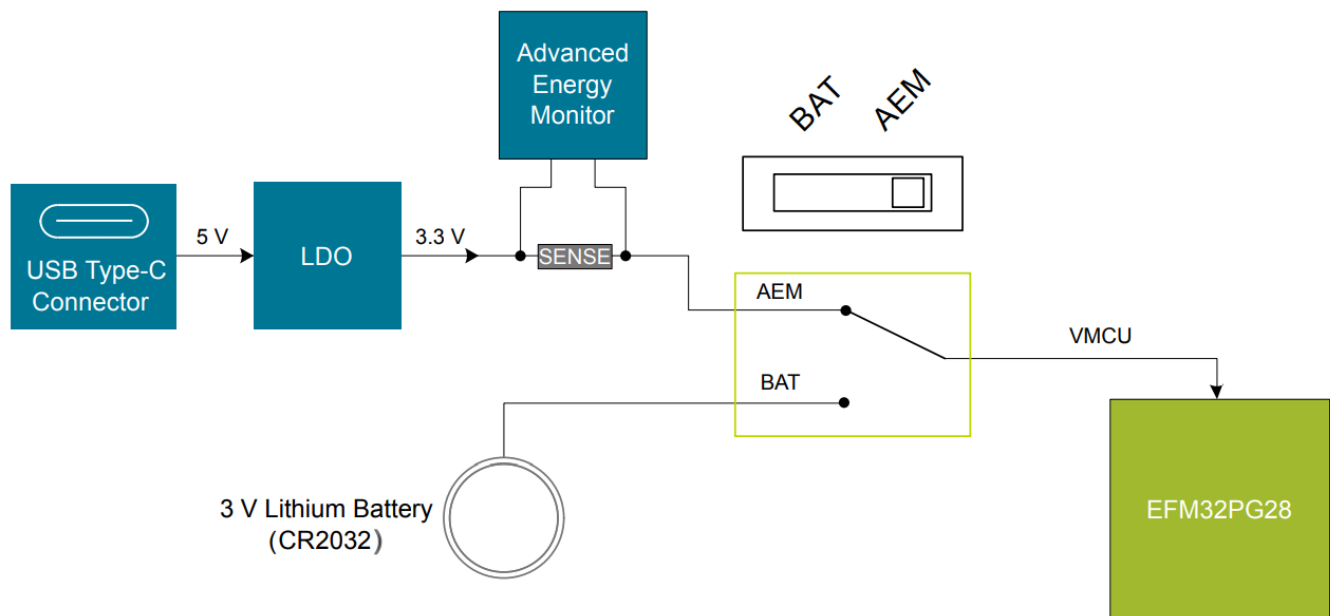 Advanced
Energy
Monitor
BAT
AEM
USB Type-C
Connector
5 V
LDO
3.3 V
SENSE
AEM
BAT
VMCU
3 V Lithium Battery
(CR2032)
EFM32PG28